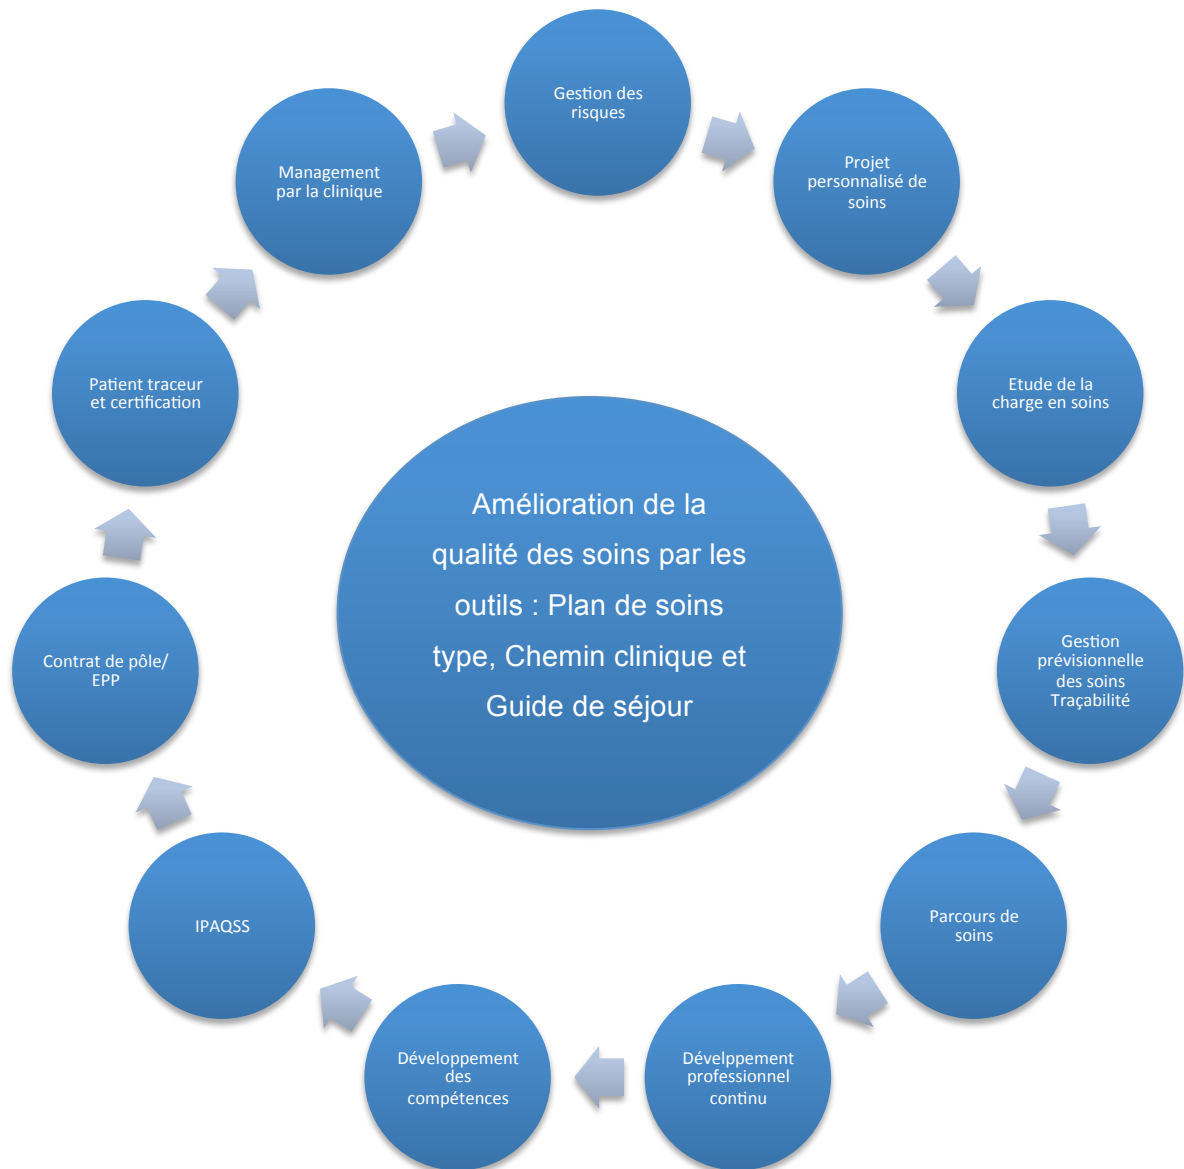 Gestion des
risques
Projet
personnalisé de
soins
Etude de la
charge en soins
Gestion
prévisionnelle
des soins
Traçabilité
Parcours de
soins
Dévelppement
professionnel
continu
Développement
des
compétences
IPAQSS
Contrat de pôle/
EPP
Patient traceur
et certification
Management
par la clinique
Amélioration de la
qualité des soins par les
outils : Plan de soins
type, Chemin clinique et
Guide de séjour